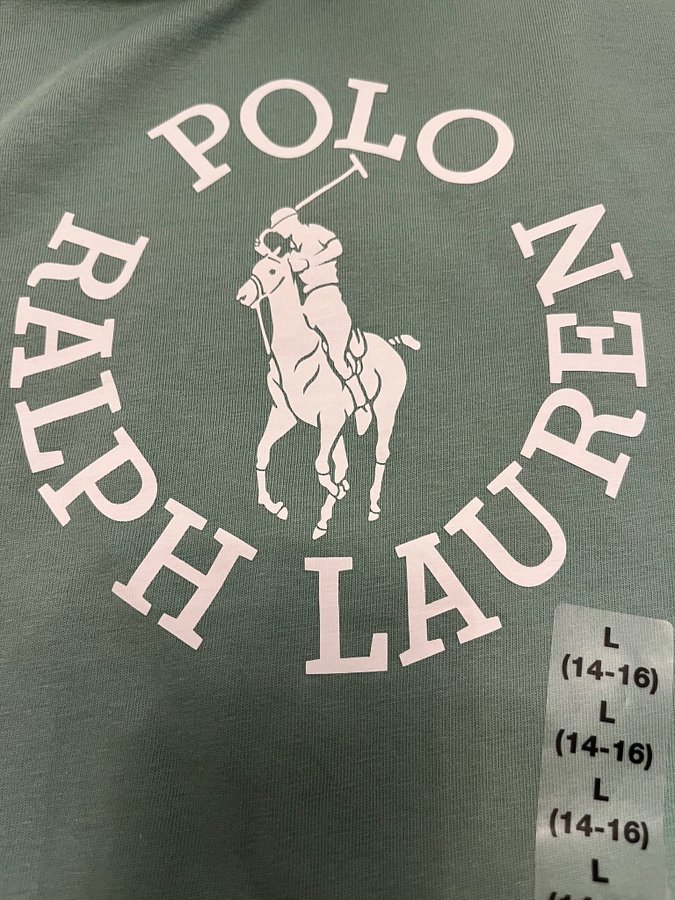 POLO
RALPH LAUREN
L
(14-16)
L
(14-16)
L
(14-16)
L